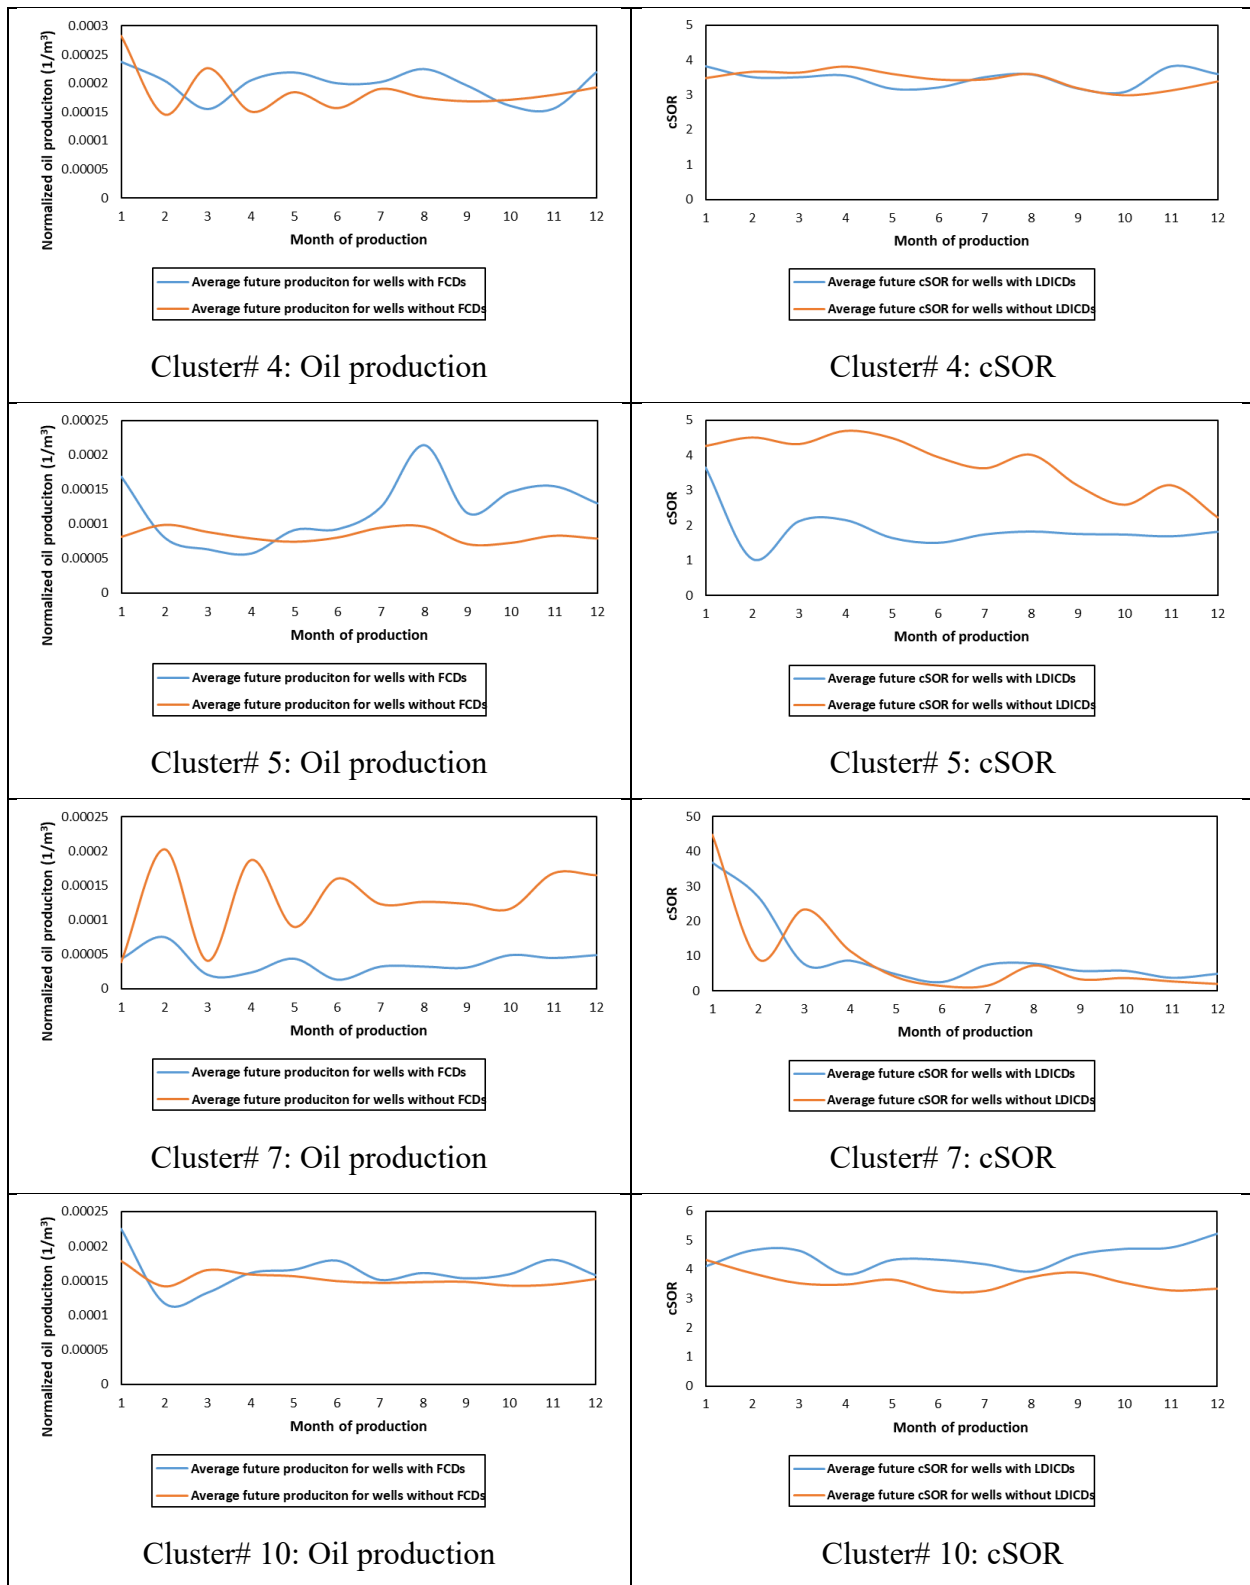 Normalized oil produciton (1/m³)
0.0003
0.00025
0.0002
0.00015
0.0001
0.00005
0
1 2 3 4 5 6 7 8 9 10 11 12
Month of production
Average future produciton for wells with FCDs
Average future produciton for wells without FCDs
Cluster# 4: Oil production
cSOR
5
4
3
2
1
0
1 2 3 4 5 6 7 8 9 10 11 12
Month of production
Average future cSOR for wells with LDICDs
Average future cSOR for wells without LDICDs
Cluster# 4: cSOR
Normalized oil produciton (1/m³)
0.00025
0.0002
0.00015
0.0001
0.00005
0
1 2 3 4 5 6 7 8 9 10 11 12
Month of production
Average future produciton for wells with FCDs
Average future produciton for wells without FCDs
Cluster# 5: Oil production
cSOR
5
4
3
2
1
0
1 2 3 4 5 6 7 8 9 10 11 12
Month of production
Average future cSOR for wells with LDICDs
Average future cSOR for wells without LDICDs
Cluster# 5: cSOR
Normalized oil produciton (1/m³)
0.00025
0.0002
0.00015
0.0001
0.00005
0
1 2 3 4 5 6 7 8 9 10 11 12
Month of production
Average future produciton for wells with FCDs
Average future produciton for wells without FCDs
Cluster# 7: Oil production
cSOR
50
40
30
20
10
0
1 2 3 4 5 6 7 8 9 10 11 12
Month of production
Average future cSOR for wells with LDICDs
Average future cSOR for wells without LDICDs
Cluster# 7: cSOR
Normalized oil produciton (1/m³)
0.00025
0.0002
0.00015
0.0001
0.00005
0
1 2 3 4 5 6 7 8 9 10 11 12
Month of production
Average future produciton for wells with FCDs
Average future produciton for wells without FCDs
Cluster# 10: Oil production
cSOR
6
5
4
3
2
1
0
1 2 3 4 5 6 7 8 9 10 11 12
Month of production
Average future cSOR for wells with LDICDs
Average future cSOR for wells without LDICDs
Cluster# 10: cSOR